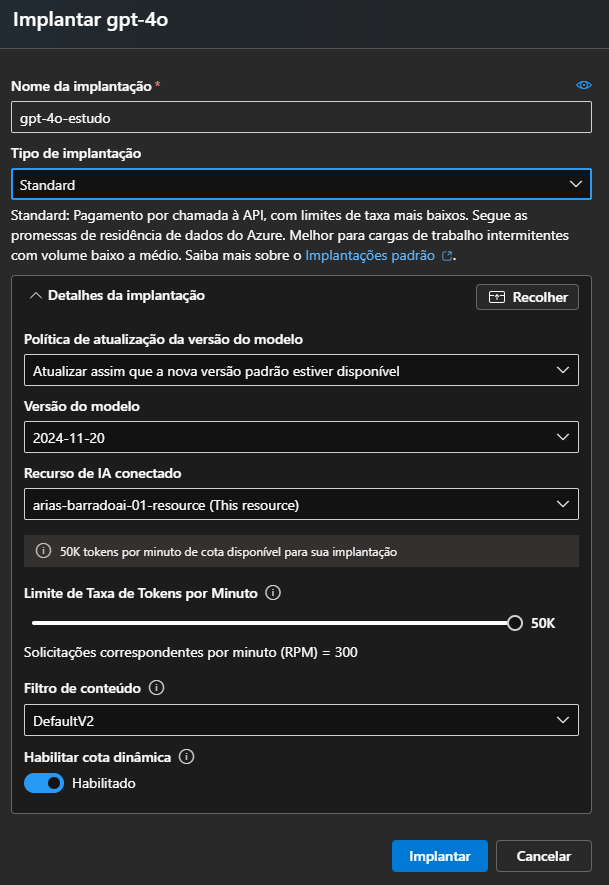 Implantar gpt-4o
Nome da implantação *
gpt-4o-estudo
Tipo de implantação
Standard
Standard: Pagamento por chamada à API, com limites de taxa mais baixos. Segue as
promessas de residência de dados do Azure. Melhor para cargas de trabalho intermitentes
com volume baixo a médio. Saiba mais sobre o Implantações padrão.
Detalhes da implantação
Recolher
Política de atualização da versão do modelo
Atualizar assim que a nova versão padrão estiver disponível
Versão do modelo
2024-11-20
Recurso de IA conectado
arias-barradoai-01-resource (This resource)
50K tokens por minuto de cota disponível para sua implantação
Limite de Taxa de Tokens por Minuto
50K
Solicitações correspondentes por minuto (RPM) = 300
Filtro de conteúdo
DefaultV2
Habilitar cota dinâmica
Habilitado
Implantar
Cancelar